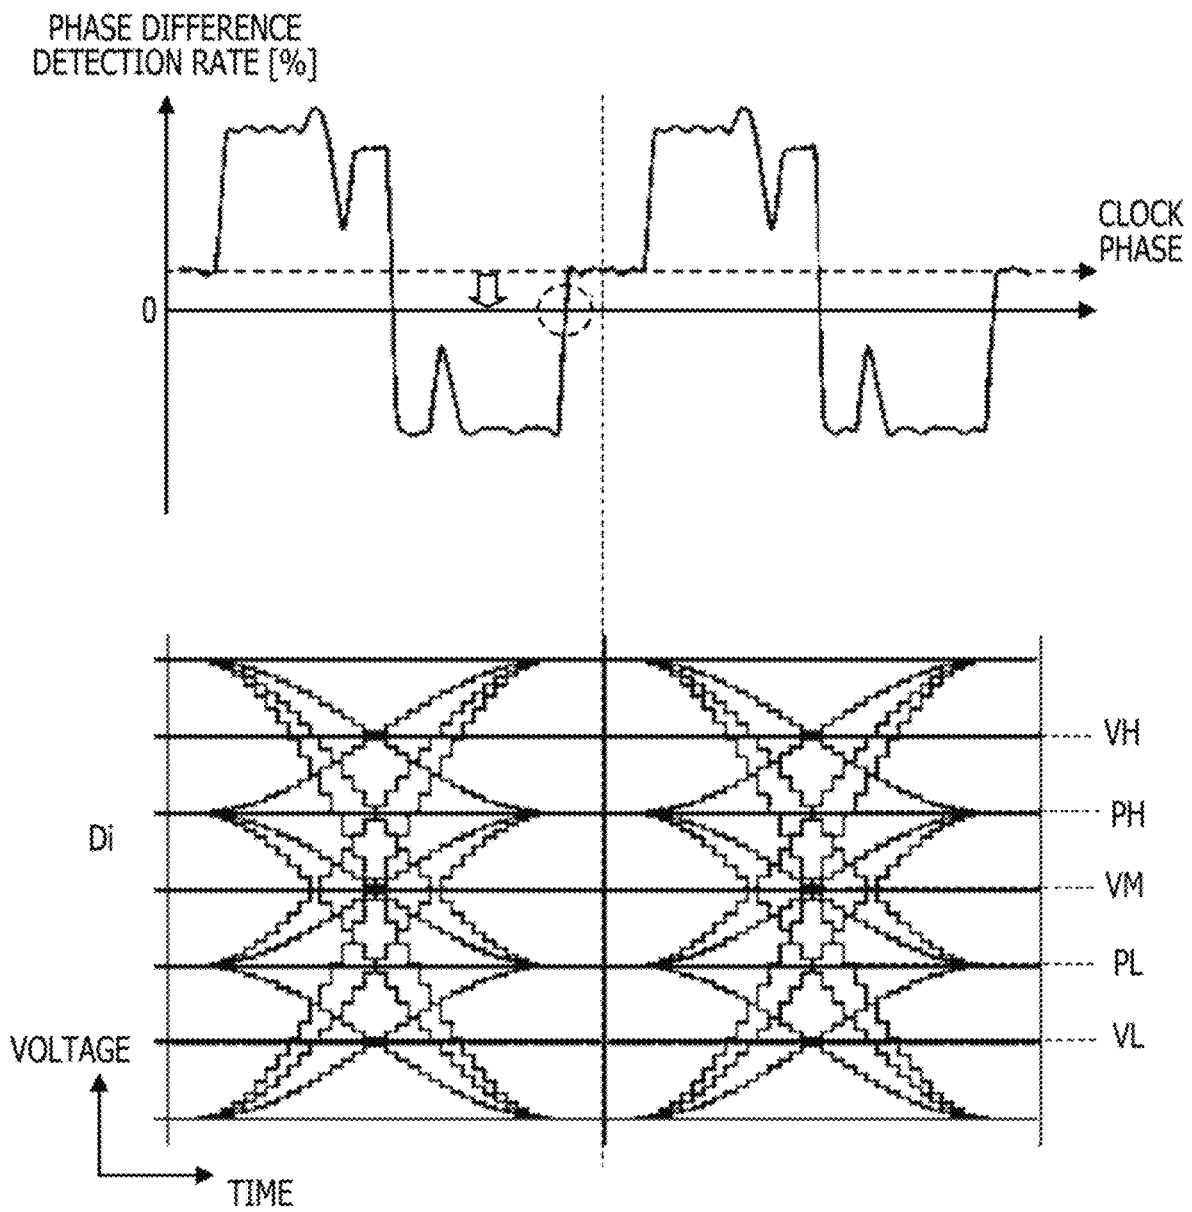 PHASE DIFFERENCE
DETECTION RATE [%]
CLOCK
PHASE
0
VH
PH
Di
VM
PL
VL
VOLTAGE
TIME